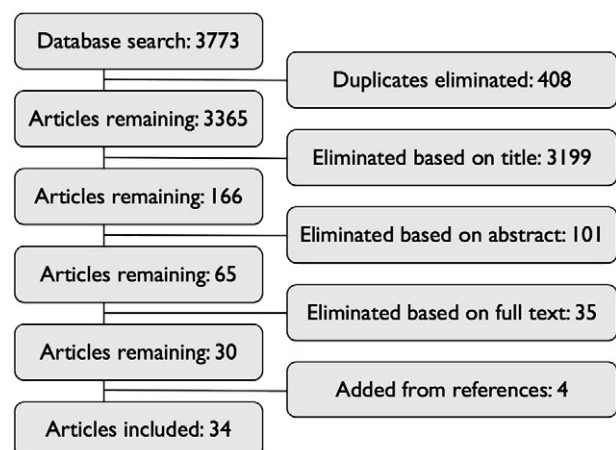 Database search: 3773
Duplicates eliminated: 408
Articles remaining: 3365
Eliminated based on title: 3199
Articles remaining: 166
Eliminated based on abstract: 101
Articles remaining: 65
Eliminated based on full text: 35
Articles remaining: 30
Added from references: 4
Articles included: 34